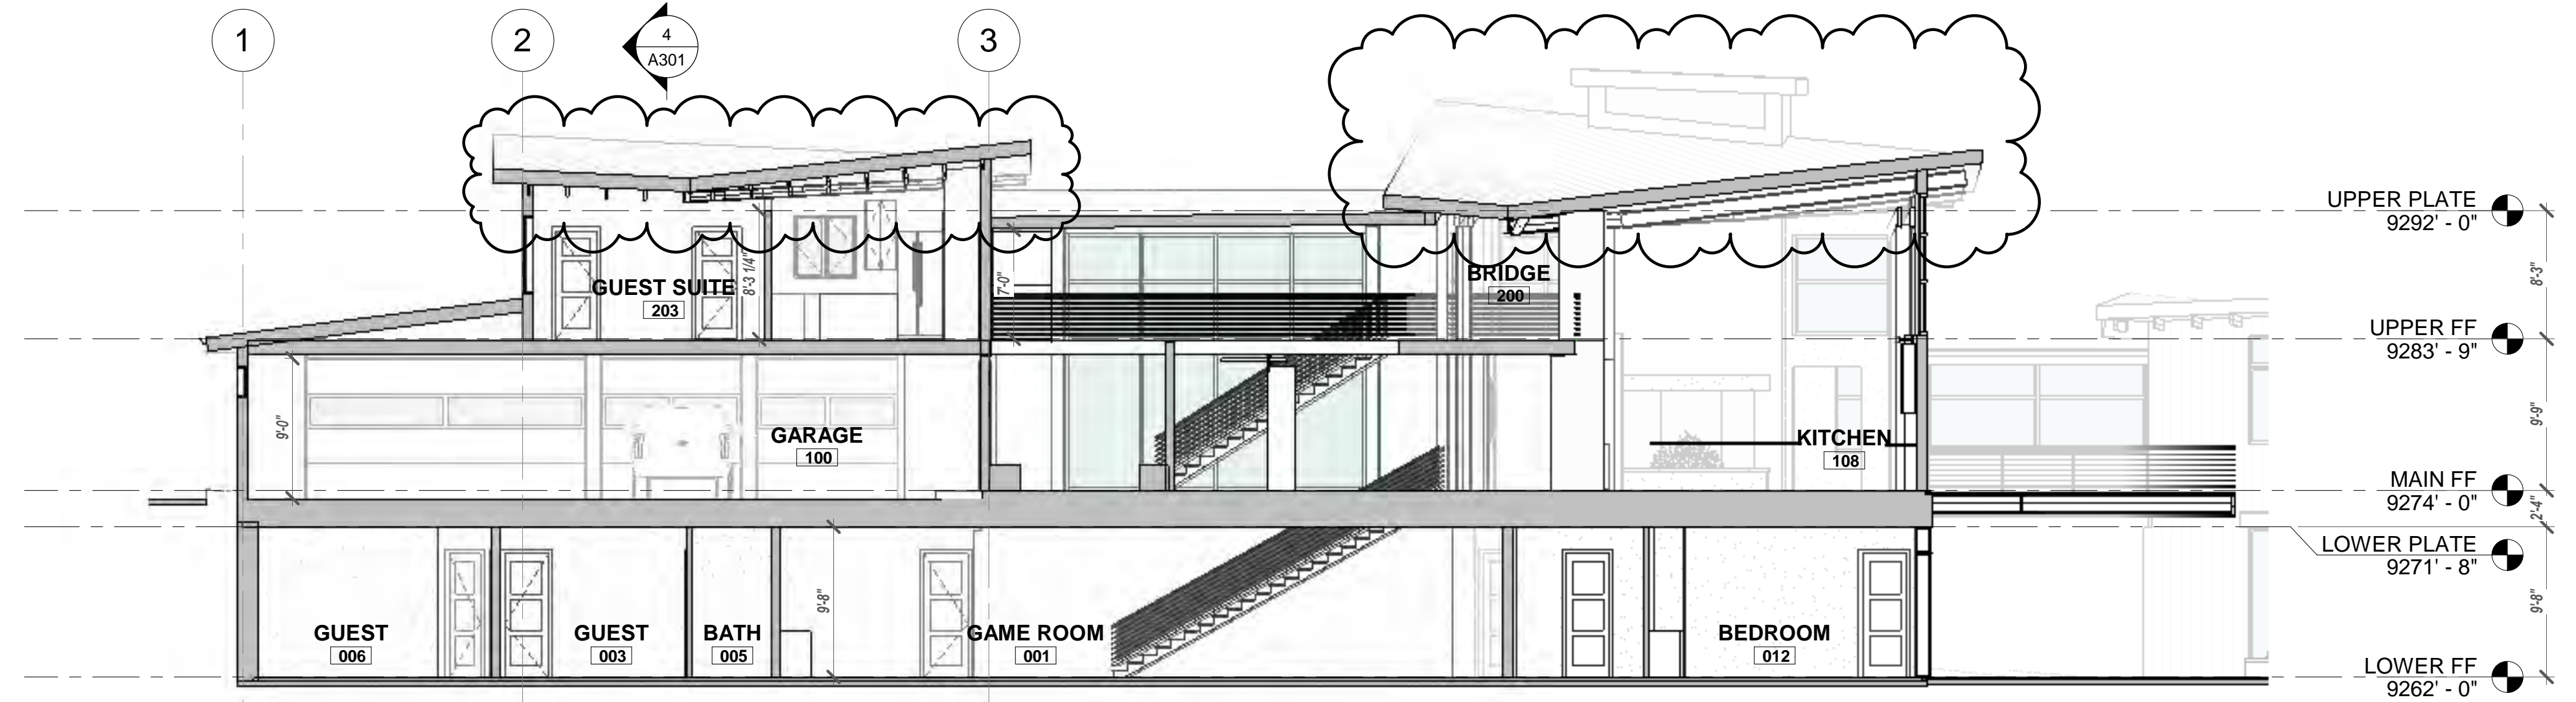 1
2
4
A301
3
UPPER PLATE
9292' - 0"
8'-3"
BRIDGE
200
GUEST SUITE
203
8'-3 1/4"
7'-0"
UPPER FF
9283' - 9"
9'-9"
9'-0"
GARAGE
100
KITCHEN
108
MAIN FF
9274' - 0"
2'-4"
LOWER PLATE
9271' - 8"
9'-8"
9'-8"
GUEST
006
GUEST
003
BATH
005
GAME ROOM
001
BEDROOM
012
LOWER FF
9262' - 0"